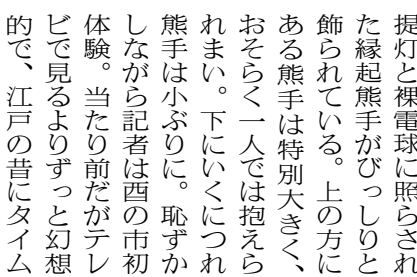 提灯と裸電球に照らされ
た縁起熊手がびっしりと
飾られている。上の方に
ある熊手は特別大きく、
おそらく一人では抱えら
れまい。下にいくにつれ
熊手は小ぶりに。恥ずか
しながら記者は酉の市初
体験。当たり前だがテレ
ビで見るよりずっと幻想
的で、江戸の昔にタイム